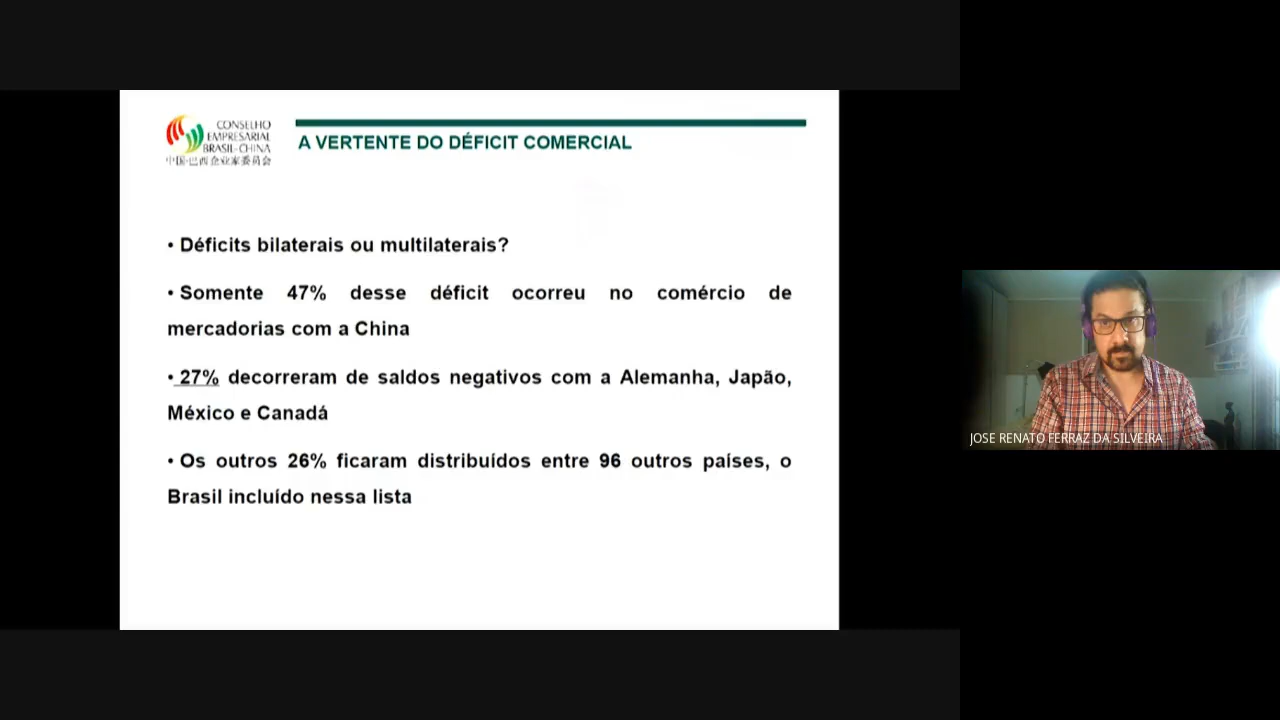 CONSELHO
EMPRESARIAL
BRASIL-CHINA
中国-巴西企业家委员会
A VERTENTE DO DÉFICIT COMERCIAL
• Déficits bilaterais ou multilaterais?
• Somente 47% desse déficit ocorreu no comércio de
mercadorias com a China
• 27% decorreram de saldos negativos com a Alemanha, Japão,
México e Canadá
• Os outros 26% ficaram distribuídos entre 96 outros países, o
Brasil incluído nessa lista
JOSE RENATO FERRAZ DA SILVEIRA